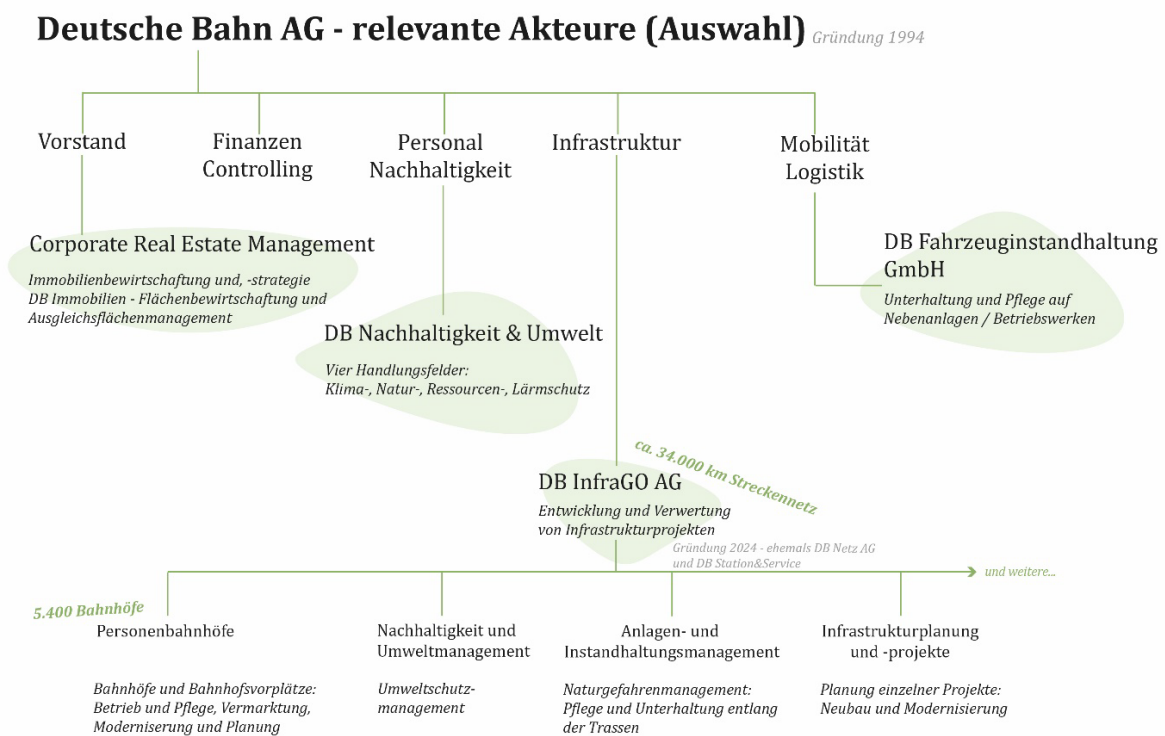 Deutsche Bahn AG - relevante Akteure (Auswahl) Gründung 1994
Vorstand
Finanzen
Controlling
Personal
Nachhaltigkeit
Infrastruktur
Mobilität
Logistik
Corporate Real Estate Management
Immobilienbewirtschaftung und, -strategie
DB Immobilien - Flächenbewirtschaftung und
Ausgleichsflächenmanagement
DB Nachhaltigkeit & Umwelt
Vier Handlungsfelder:
Klima-, Natur-, Ressourcen-, Lärmschutz
DB Fahrzeuginstandhaltung
GmbH
Unterhaltung und Pflege auf
Nebenanlagen / Betriebswerken
ca. 34.000 km Streckennetz
DB InfraGO AG
Entwicklung und Verwertung
von Infrastrukturprojekten
Gründung 2024 - ehemals DB Netz AG
und DB Station&Service
und weitere...
5.400 Bahnhöfe
Personenbahnhöfe
Bahnhöfe und Bahnhofsvorplätze:
Betrieb und Pflege, Vermarktung,
Moderniserung und Planung
Nachhaltigkeit und
Umweltmanagement
Umweltschutz-
management
Anlagen- und
Instandhaltungsmanagement
Naturgefahrenmanagement:
Pflege und Unterhaltung entlang
der Trassen
Infrastrukturplanung
und -projekte
Planung einzelner Projekte:
Neubau und Modernisierung